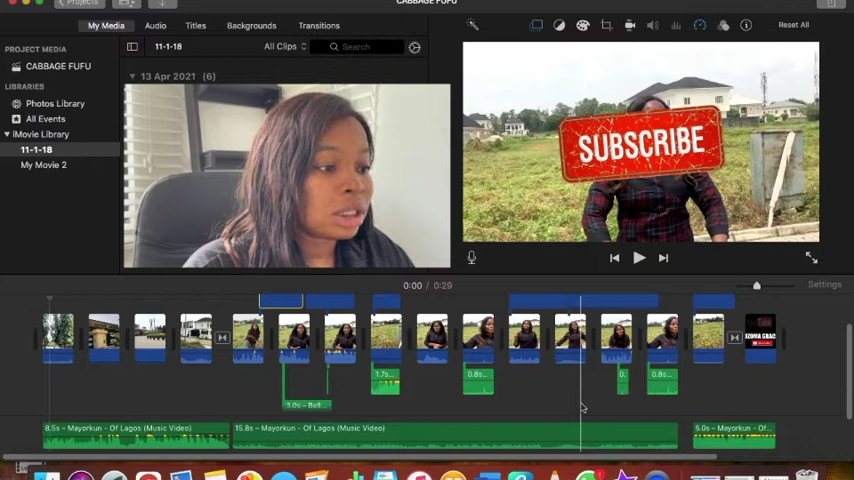 Projects
CABBAGE FUFU
My Media Audio Titles Backgrounds Transitions
Reset All
PROJECT MEDIA
CABBAGE FUFU
LIBRARIES
Photos Library
All Events
iMovie Library
11-1-18
My Movie 2
11-1-18
All Clips
Search
13 Apr 2021 (6)
SUBSCRIBE
0:00 / 0:29
Settings
1.7s...
0.8s...
0.
0.8s...
3.0s – Bell...
8.5s – Mayorkun - Of Lagos (Music Video)
15.8s – Mayorkun - Of Lagos (Music Video)
5.0s – Mayorkun - Of...